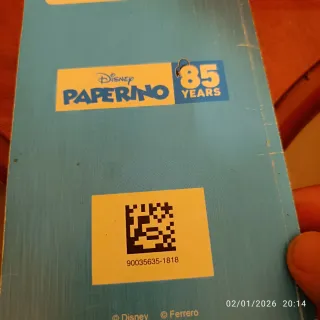 Disney
PAPERINO
85
YEARS
90035635-1818
© Disney © Ferrero
02/01/2026 20:14